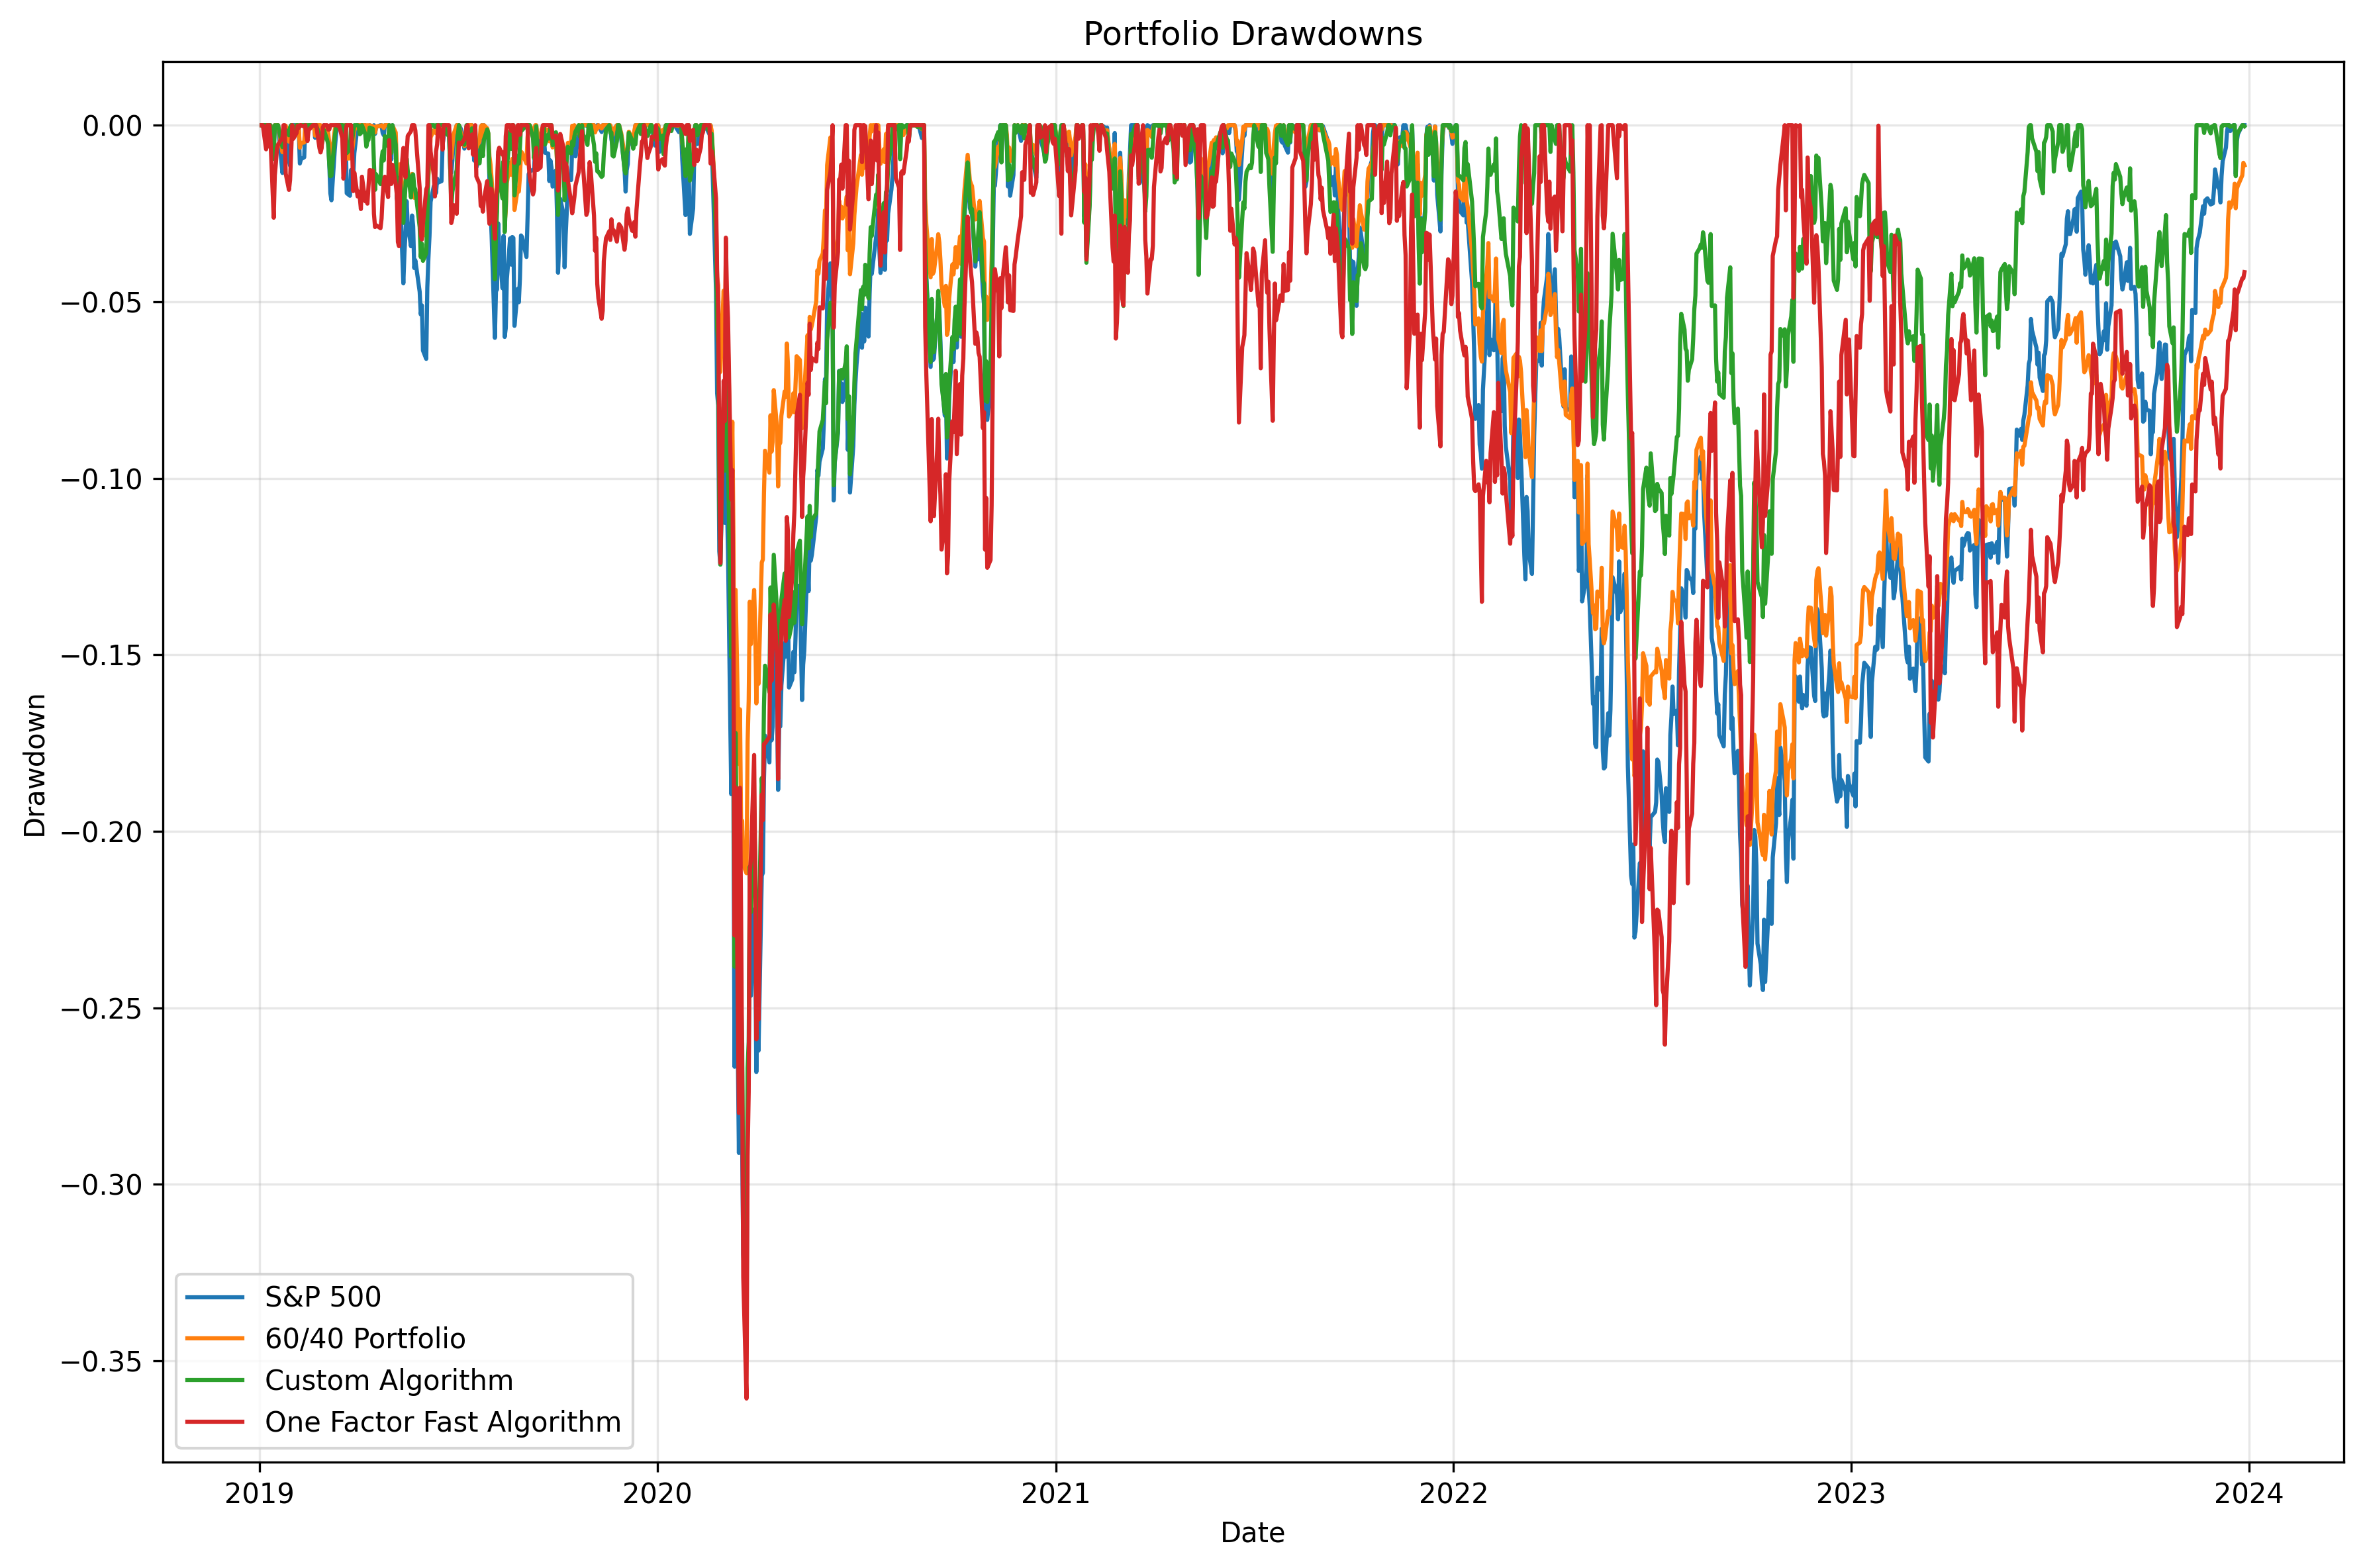 Portfolio Drawdowns
0.00
−0.05
−0.10
−0.15
−0.20
−0.25
−0.30
−0.35
Drawdown
S&P 500
60/40 Portfolio
Custom Algorithm
One Factor Fast Algorithm
2019
2020
2021
2022
2023
2024
Date